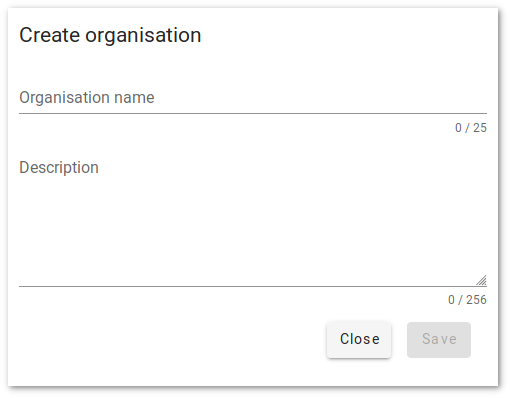 Create organisation
Organisation name
0 / 25
Description
0 / 256
Close Save